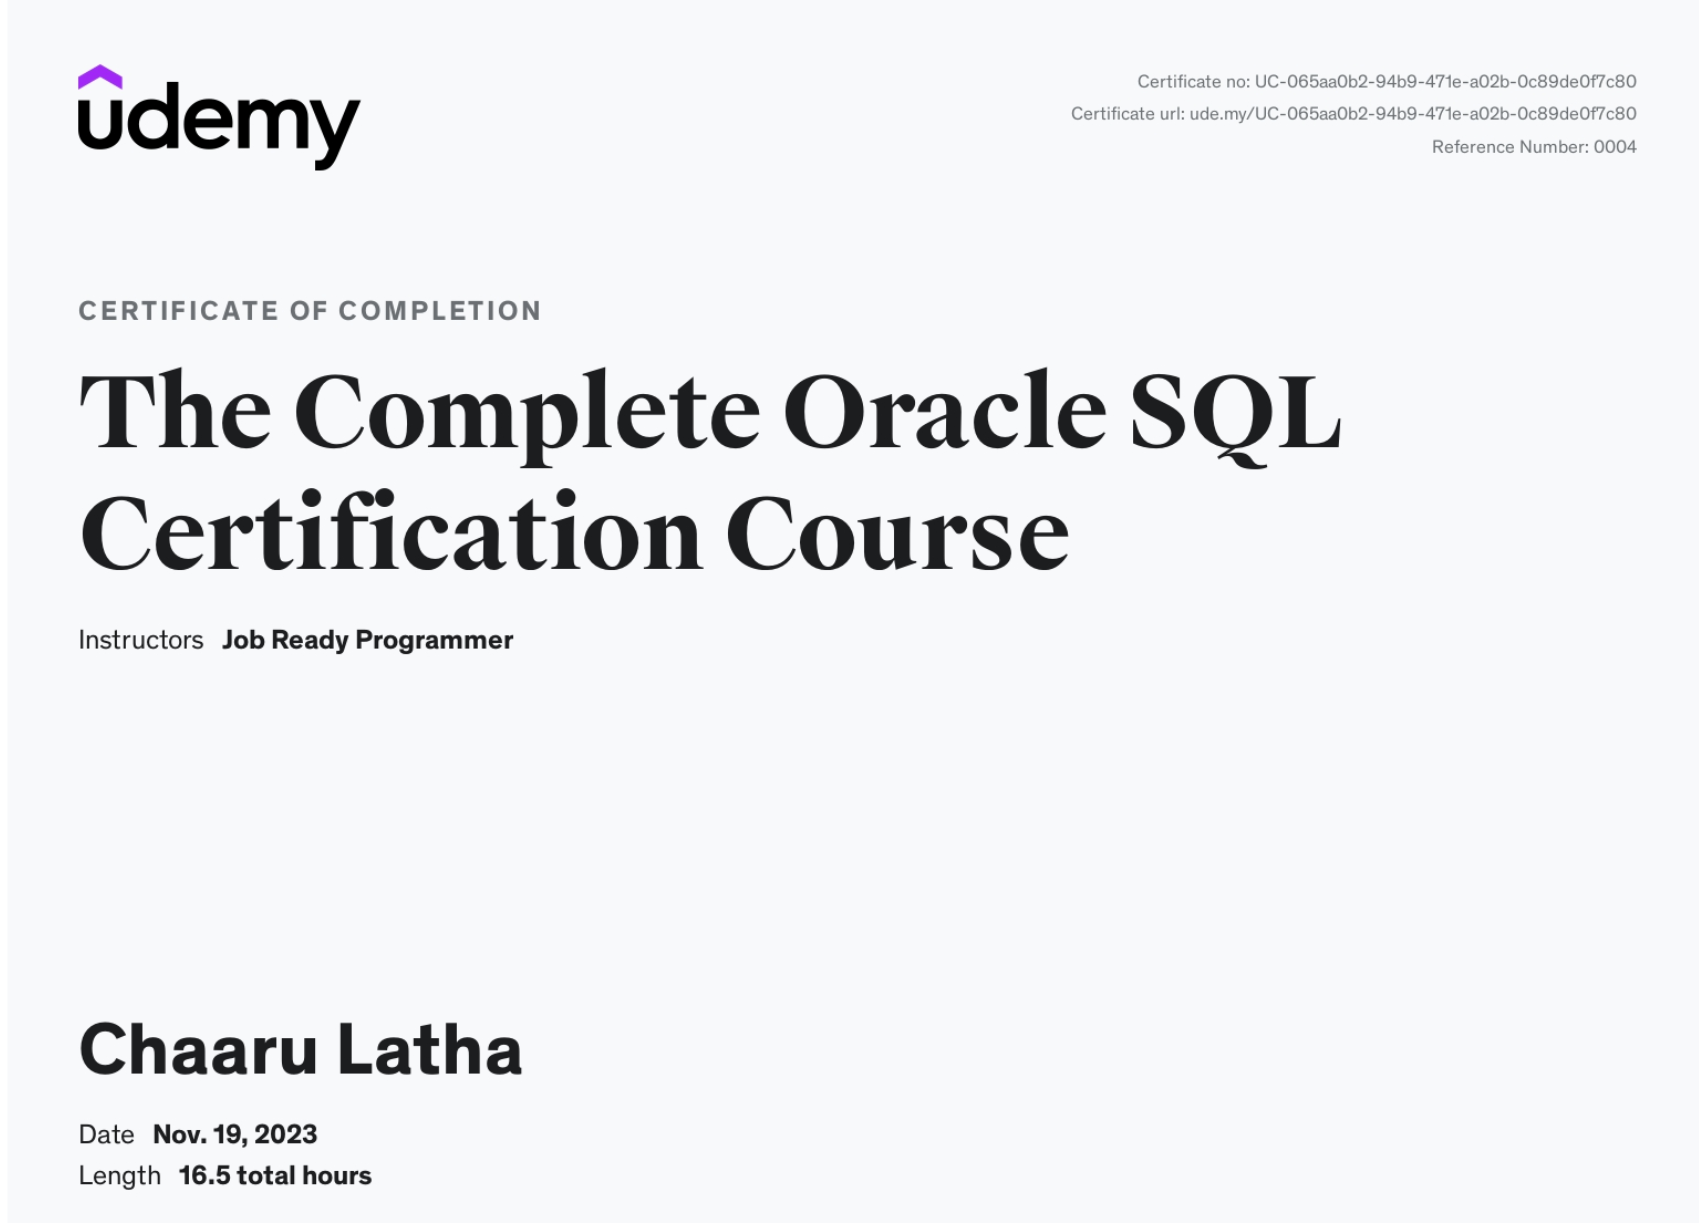 udemy
Certificate no: UC-065aa0b2-94b9-471e-a02b-0c89de0f7c80
Certificate url: ude.my/UC-065aa0b2-94b9-471e-a02b-0c89de0f7c80
Reference Number: 0004
CERTIFICATE OF COMPLETION
The Complete Oracle SQL
Certification Course
Instructors Job Ready Programmer
Chaaru Latha
Date Nov. 19, 2023
Length 16.5 total hours